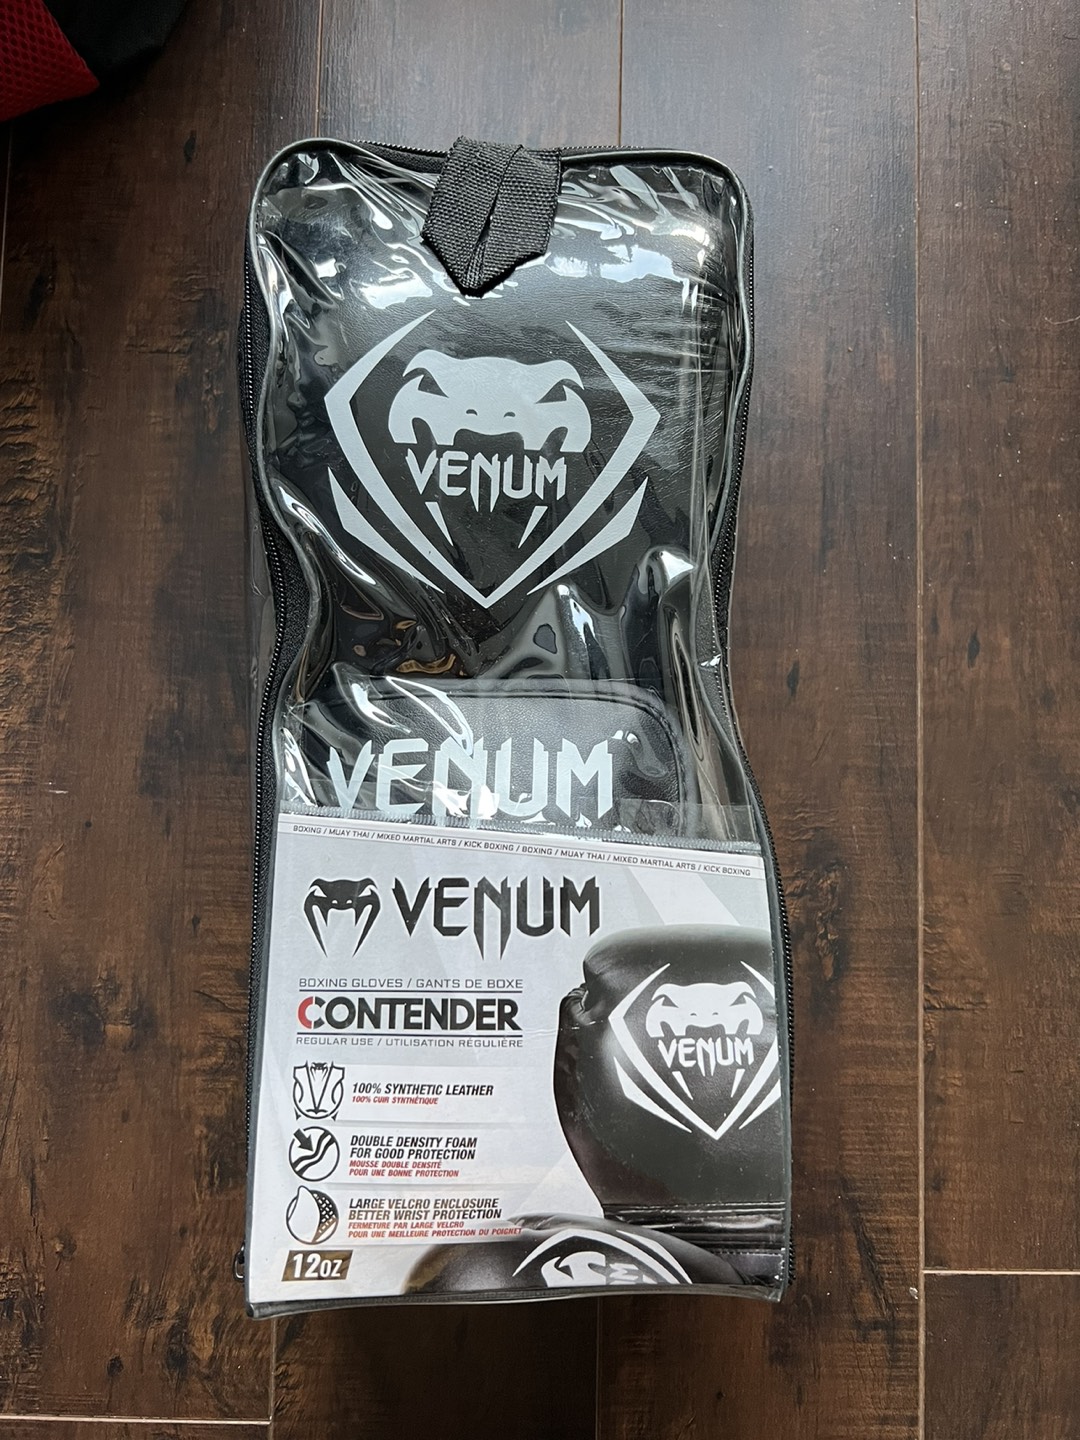 VENUM
VENUM
BOXING / MUAY THAI / MIXED MARTIAL ARTS / KICK BOXING / BOXING / MUAY THAI / MIXED MARTIAL ARTS / KICK BOXING
VENUM
BOXING GLOVES / GANTS DE BOXE
CONTENDER
REGULAR USE / UTILISATION RÉGULIÈRE
VENUM
100% SYNTHETIC LEATHER
100% CUIR SYNTHÉTIQUE
DOUBLE DENSITY FOAM
FOR GOOD PROTECTION
MOUSSE DOUBLE DENSITÉ
POUR UNE BONNE PROTECTION
LARGE VELCRO ENCLOSURE
BETTER WRIST PROTECTION
FERMETURE PAR LARGE VELCRO
POUR UNE MEILLEURE PROTECTION DU POIGNET
12OZ